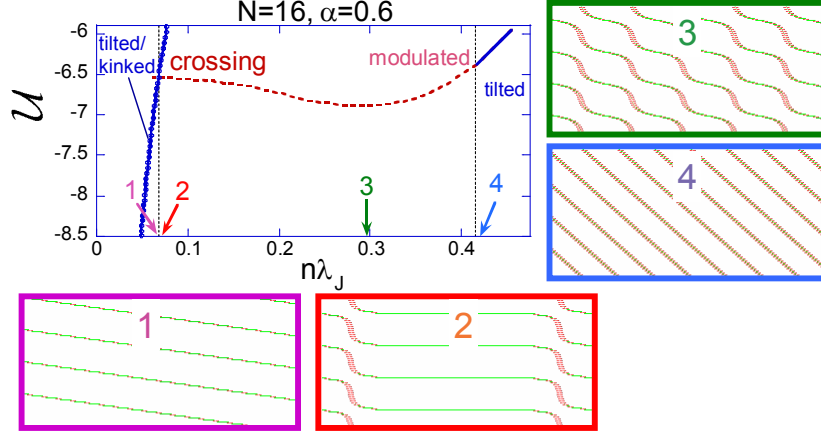 N=16, α=0.6
𝒰
-6
-6.5
-7
-7.5
-8
-8.5
0
0.1
0.2
0.3
0.4
nλJ
tilted/
kinked
crossing
modulated
tilted
1
2
3
4
3
4
1
2